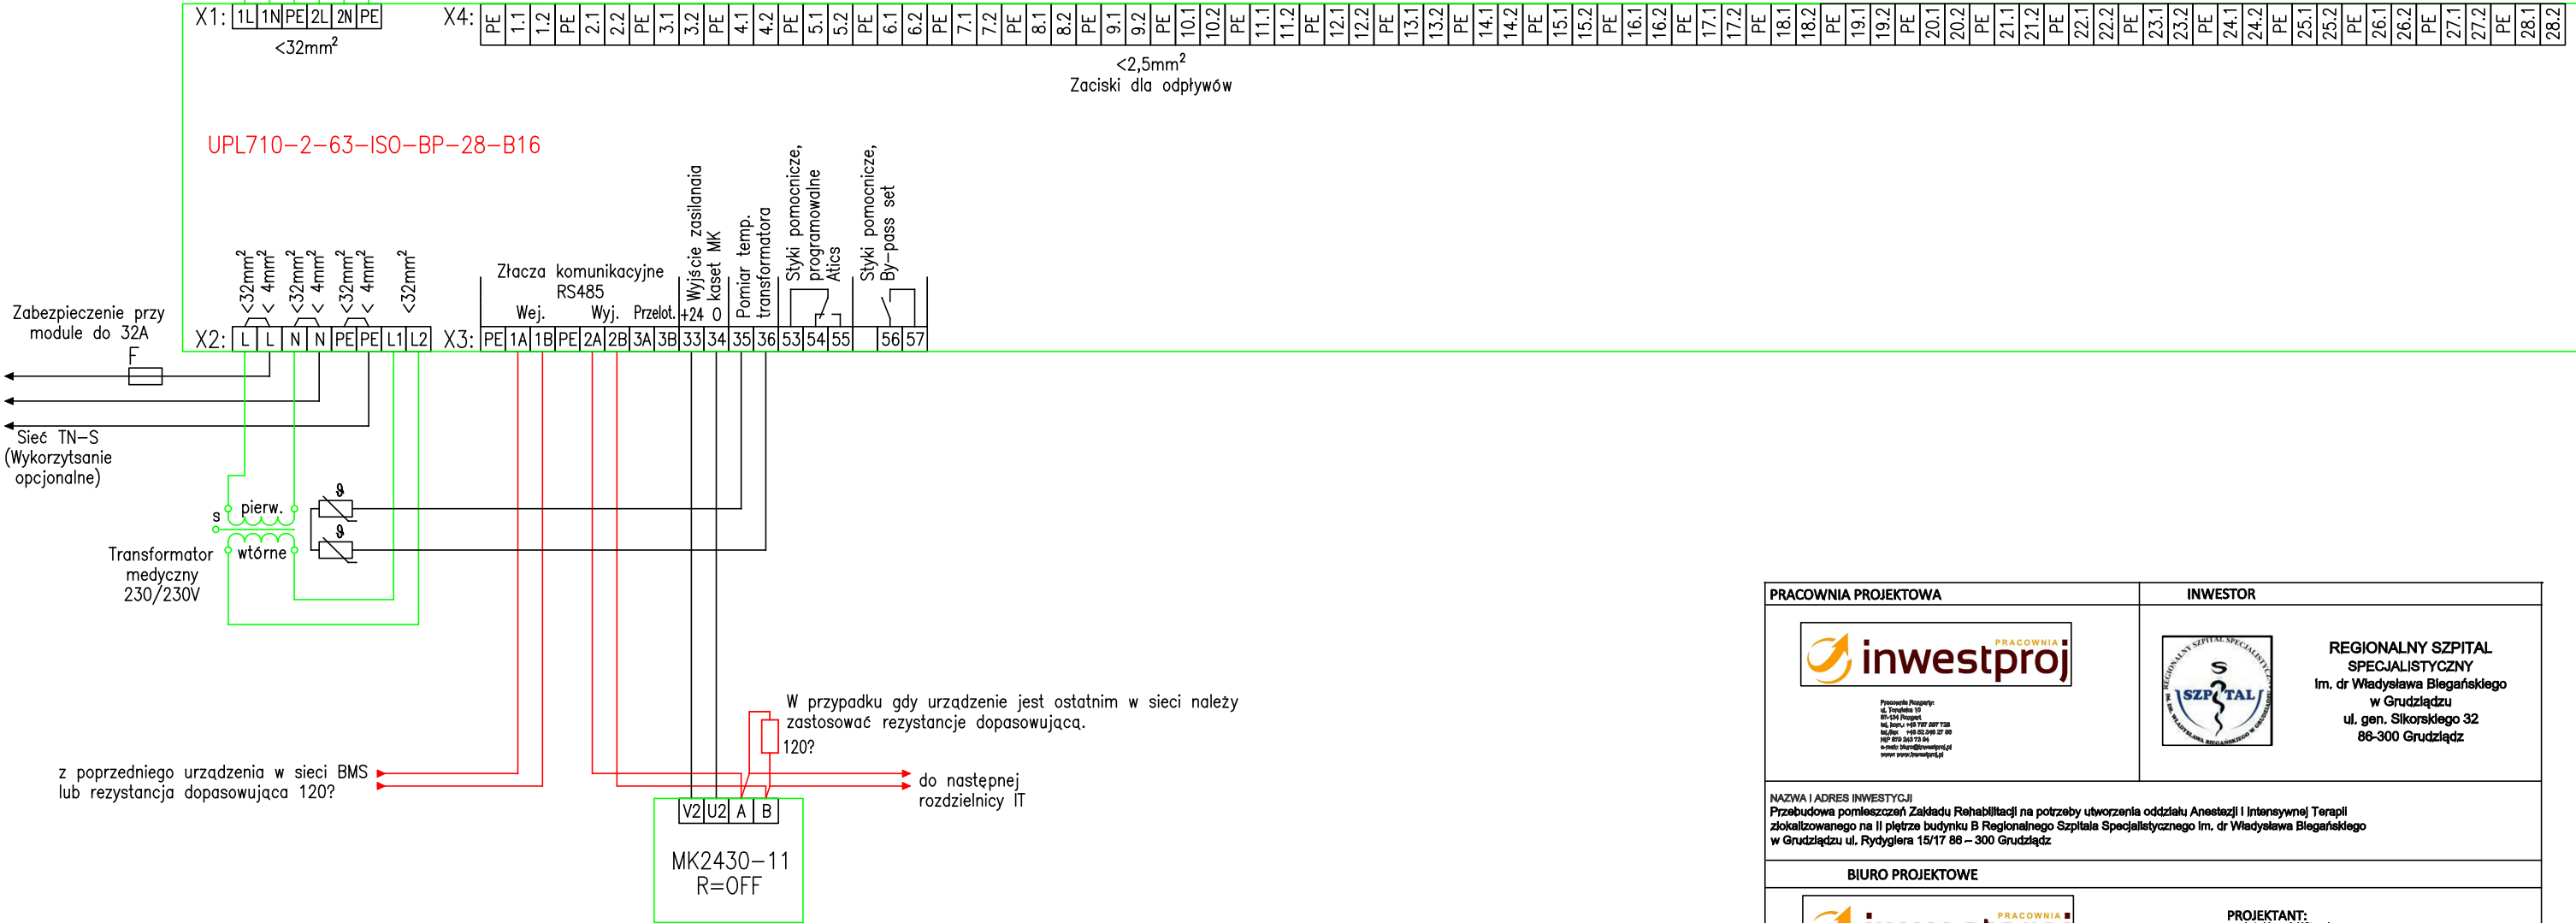 X1: 1L 1N PE 2L 2N PE
<32mm²
X4: PE 1.1 1.2 PE 2.1 2.2 PE 3.1 3.2 PE 4.1 4.2 PE 5.1 5.2 PE 6.1 6.2 PE 7.1 7.2 PE 8.1 8.2 PE 9.1 9.2 PE 10.1 10.2 PE 11.1 11.2 PE 12.1 12.2 PE 13.1 13.2 PE 14.1 14.2 PE 15.1 15.2 PE 16.1 16.2 PE 17.1 17.2 PE 18.1 18.2 PE 19.1 19.2 PE 20.1 20.2 PE 21.1 21.2 PE 22.1 22.2 PE 23.1 23.2 PE 24.1 24.2 PE 25.1 25.2 PE 26.1 26.2 PE 27.1 27.2 PE 28.1 28.2
<2,5mm²
Zaciski dla odpływów
UPL710-2-63-ISO-BP-28-B16
<32mm²
< 4mm²
<32mm²
< 4mm²
<32mm²
< 4mm²
<32mm²
Złacza komunikacyjne
RS485
Wej. Wyj. Przelot.
Wyjście zasilanaia
kaset MK
+24 0
Pomiar temp.
transformatora
Styki pomocnicze,
programowalne
Atics
Styki pomocnicze,
By-pass set
Zabezpieczenie przy
module do 32A
F
X2: L L N N PE PE L1 L2
X3: PE 1A 1B PE 2A 2B 3A 3B 33 34 35 36 53 54 55 56 57
Sieć TN-S
(Wykorzytsanie
opcjonalne)
s
pierw.
wtórne
ϑ
ϑ
Transformator
medyczny
230/230V
W przypadku gdy urządzenie jest ostatnim w sieci należy
zastosować rezystancje dopasowującą.
120?
z poprzedniego urządzenia w sieci BMS
lub rezystancja dopasowująca 120?
do następnej
rozdzielnicy IT
V2 U2 A B
MK2430-11
R=OFF
PRACOWNIA PROJEKTOWA
INWESTOR
PRACOWNIA
inwestproj
SZPITAL
REGIONALNY SZPITAL
SPECJALISTYCZNY
im. dr Władysława Biegańskiego
w Grudziądzu
ul. gen. Sikorskiego 32
86-300 Grudziądz
NAZWA I ADRES INWESTYCJI
Przebudowa pomieszczeń Zakładu Rehabilitacji na potrzeby utworzenia oddziału Anestezji i Intensywnej Terapii
zlokalizowanego na II piętrze budynku B Regionalnego Szpitala Specjalistycznego im. dr Władysława Biegańskiego
w Grudziądzu ul. Rydygiera 15/17 86 – 300 Grudziądz
BIURO PROJEKTOWE
PRACOWNIA
PROJEKTANT: